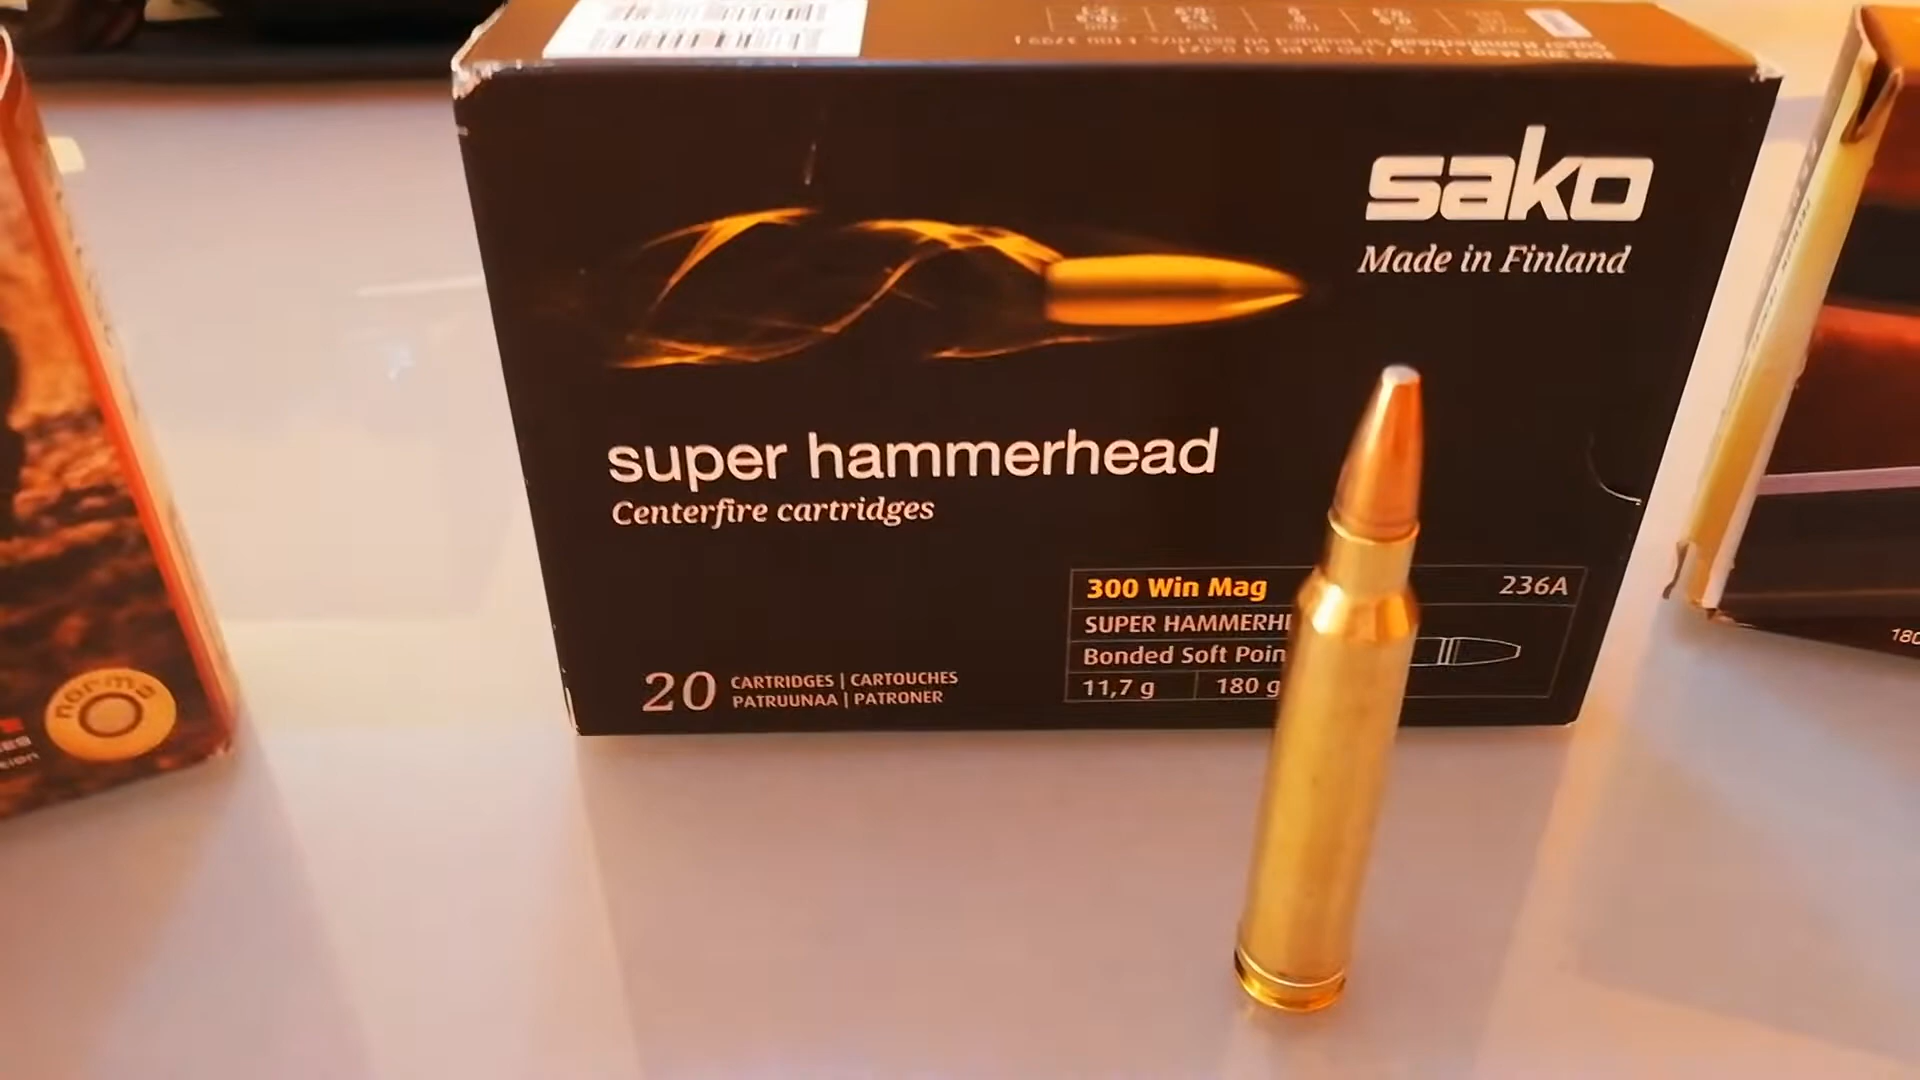 sako
Made in Finland
super hammerhead
Centerfire cartridges
300 Win Mag 236A
SUPER HAMMERH
Bonded Soft Poin
11,7 g 180 g
20 CARTRIDGES | CARTOUCHES
PATRUUNAA | PATRONER
norma
180